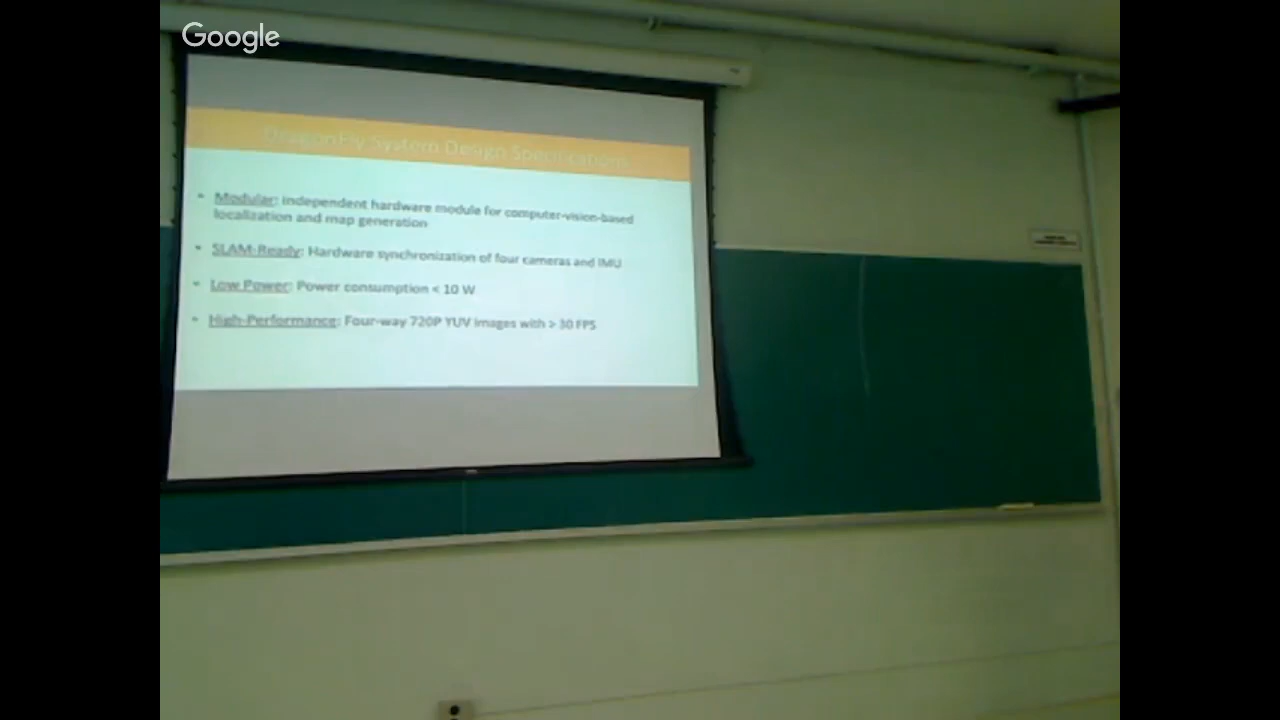 Google
DragonFly System Design Specifications
• Modular: Independent hardware module for computer-vision-based
localization and map generation
• SLAM-Ready: Hardware synchronization of four cameras and IMU
• Low Power: Power consumption < 10 W
• High-Performance: Four-way 720P YUV images with > 30 FPS